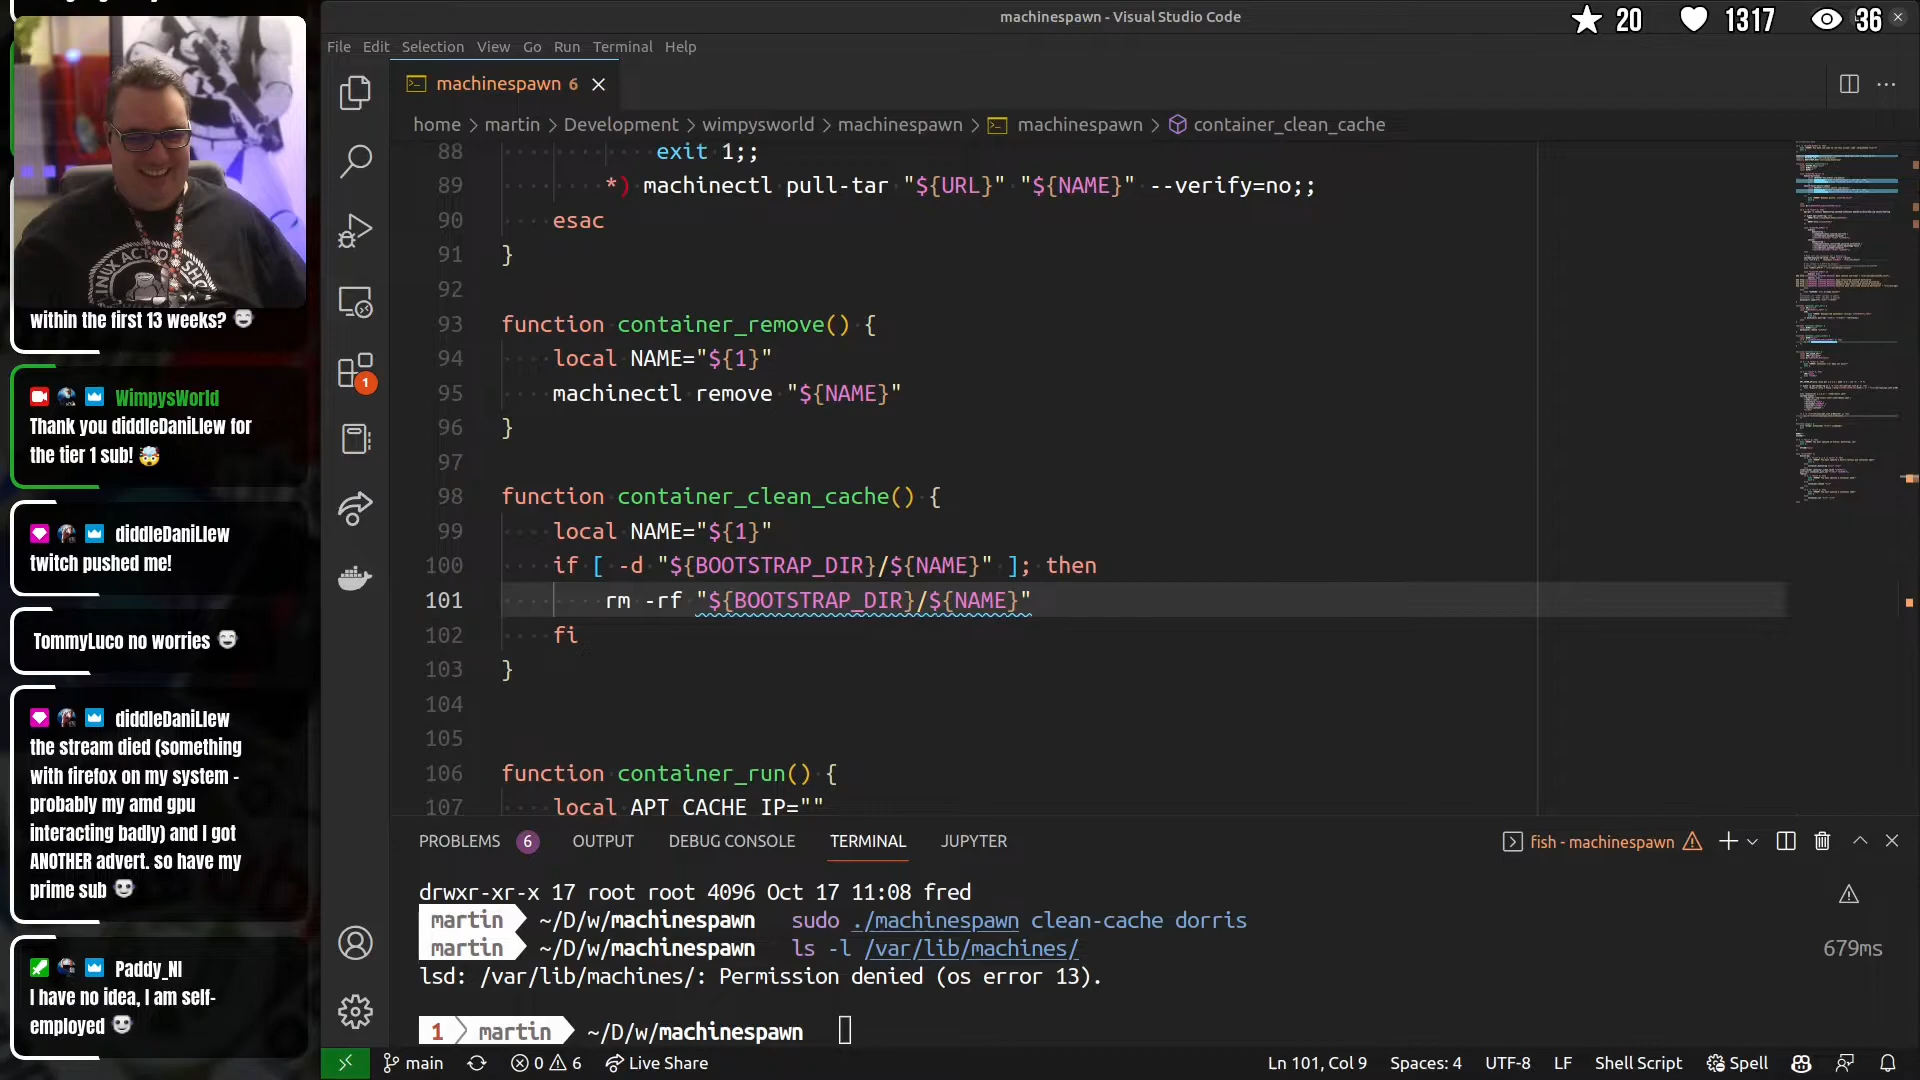 machinespawn - Visual Studio Code
20
1317
36
File Edit Selection View Go Run Terminal Help
machinespawn 6
home > martin > Development > wimpysworld > machinespawn > machinespawn > container_clean_cache
88 exit 1;;
89 *) machinectl pull-tar "${URL}" "${NAME}" --verify=no;;
90 esac
91 }
92
93 function container_remove() {
94 local NAME="${1}"
95 machinectl remove "${NAME}"
96 }
97
98 function container_clean_cache() {
99 local NAME="${1}"
100 if [ -d "${BOOTSTRAP_DIR}/${NAME}" ]; then
101 rm -rf "${BOOTSTRAP_DIR}/${NAME}"
102 fi
103 }
104
105
106 function container_run() {
107 local APT_CACHE_IP=""
1
LINUX ACTION SHOW
within the first 13 weeks?
WimpysWorld
Thank you diddleDaniLlew for
the tier 1 sub!
diddleDaniLlew
twitch pushed me!
TommyLuco no worries
diddleDaniLlew
the stream died (something
with firefox on my system -
probably my amd gpu
interacting badly) and I got
ANOTHER advert. so have my
prime sub
Paddy_NI
I have no idea, I am self-
employed
PROBLEMS 6 OUTPUT DEBUG CONSOLE TERMINAL JUPYTER
fish - machinespawn
drwxr-xr-x 17 root root 4096 Oct 17 11:08 fred
martin ~/D/w/machinespawn sudo ./machinespawn clean-cache dorris
martin ~/D/w/machinespawn ls -l /var/lib/machines/ 679ms
lsd: /var/lib/machines/: Permission denied (os error 13).
1 martin ~/D/w/machinespawn
main 0 6 Live Share Ln 101, Col 9 Spaces: 4 UTF-8 LF Shell Script Spell